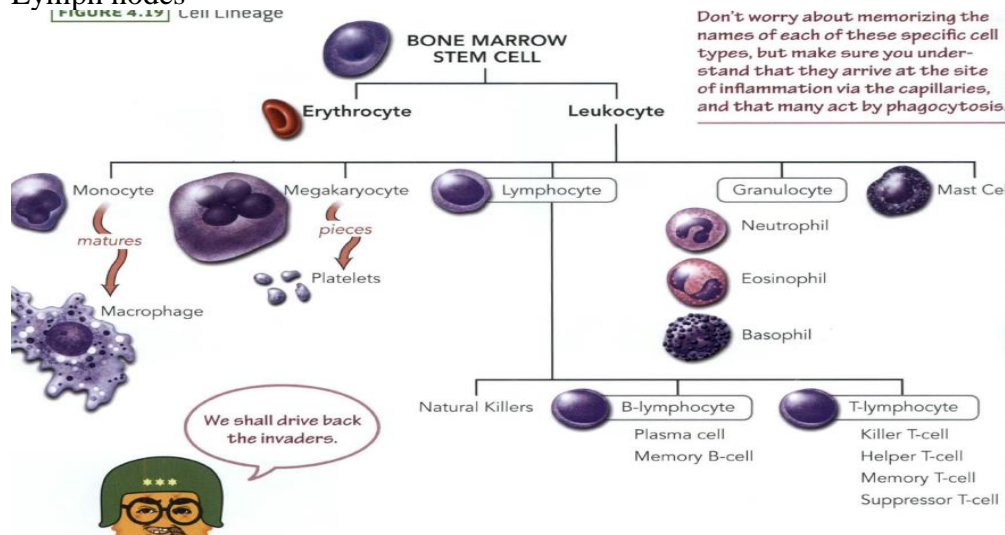 Lymph nodes
FIGURE 4.19 Cell Lineage
Don't worry about memorizing the
names of each of these specific cell
types, but make sure you under-
stand that they arrive at the site
of inflammation via the capillaries,
and that many act by phagocytosis.
BONE MARROW
STEM CELL
Erythrocyte
Leukocyte
Monocyte
Megakaryocyte
Lymphocyte
Granulocyte
Mast Ce
matures
pieces
Neutrophil
Platelets
Eosinophil
Macrophage
Basophil
Natural Killers
B-lymphocyte
T-lymphocyte
Plasma cell
Killer T-cell
Memory B-cell
Helper T-cell
Memory T-cell
Suppressor T-cell
We shall drive back
the invaders.